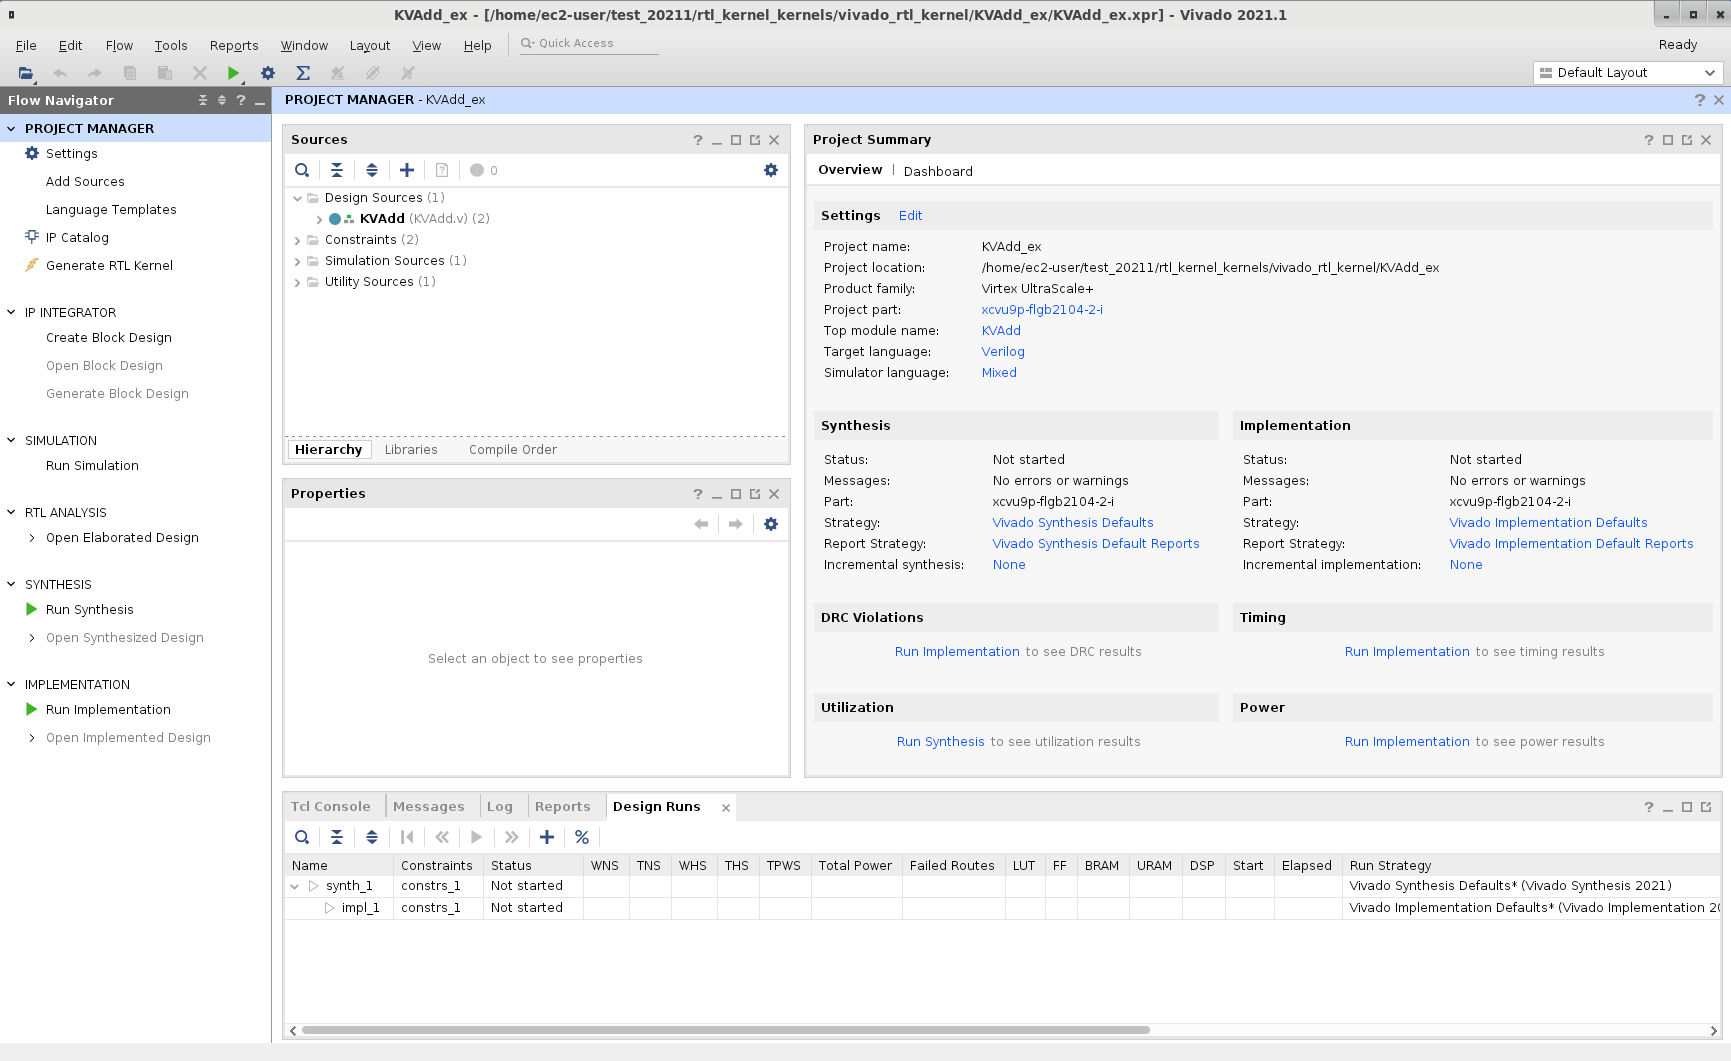 KVAdd_ex - [/home/ec2-user/test_20211/rtl_kernel_kernels/vivado_rtl_kernel/KVAdd_ex/KVAdd_ex.xpr] - Vivado 2021.1
File Edit Flow Tools Reports Window Layout View Help Quick Access Ready
Default Layout
Flow Navigator
PROJECT MANAGER
Settings
Add Sources
Language Templates
IP Catalog
Generate RTL Kernel
IP INTEGRATOR
Create Block Design
Open Block Design
Generate Block Design
SIMULATION
Run Simulation
RTL ANALYSIS
Open Elaborated Design
SYNTHESIS
Run Synthesis
Open Synthesized Design
IMPLEMENTATION
Run Implementation
Open Implemented Design
PROJECT MANAGER - KVAdd_ex
Sources
0
Design Sources (1)
KVAdd (KVAdd.v) (2)
Constraints (2)
Simulation Sources (1)
Utility Sources (1)
Hierarchy Libraries Compile Order
Properties
Select an object to see properties
Project Summary
Overview | Dashboard
Settings Edit
Project name: KVAdd_ex
Project location: /home/ec2-user/test_20211/rtl_kernel_kernels/vivado_rtl_kernel/KVAdd_ex
Product family: Virtex UltraScale+
Project part: xcvu9p-flgb2104-2-i
Top module name: KVAdd
Target language: Verilog
Simulator language: Mixed
Synthesis
Status: Not started
Messages: No errors or warnings
Part: xcvu9p-flgb2104-2-i
Strategy: Vivado Synthesis Defaults
Report Strategy: Vivado Synthesis Default Reports
Incremental synthesis: None
Implementation
Status: Not started
Messages: No errors or warnings
Part: xcvu9p-flgb2104-2-i
Strategy: Vivado Implementation Defaults
Report Strategy: Vivado Implementation Default Reports
Incremental implementation: None
DRC Violations
Run Implementation to see DRC results
Timing
Run Implementation to see timing results
Utilization
Run Synthesis to see utilization results
Power
Run Implementation to see power results
Tcl Console Messages Log Reports Design Runs
Name Constraints Status WNS TNS WHS THS TPWS Total Power Failed Routes LUT FF BRAM URAM DSP Start Elapsed Run Strategy
synth_1 constrs_1 Not started Vivado Synthesis Defaults* (Vivado Synthesis 2021)
impl_1 constrs_1 Not started Vivado Implementation Defaults* (Vivado Implementation 20